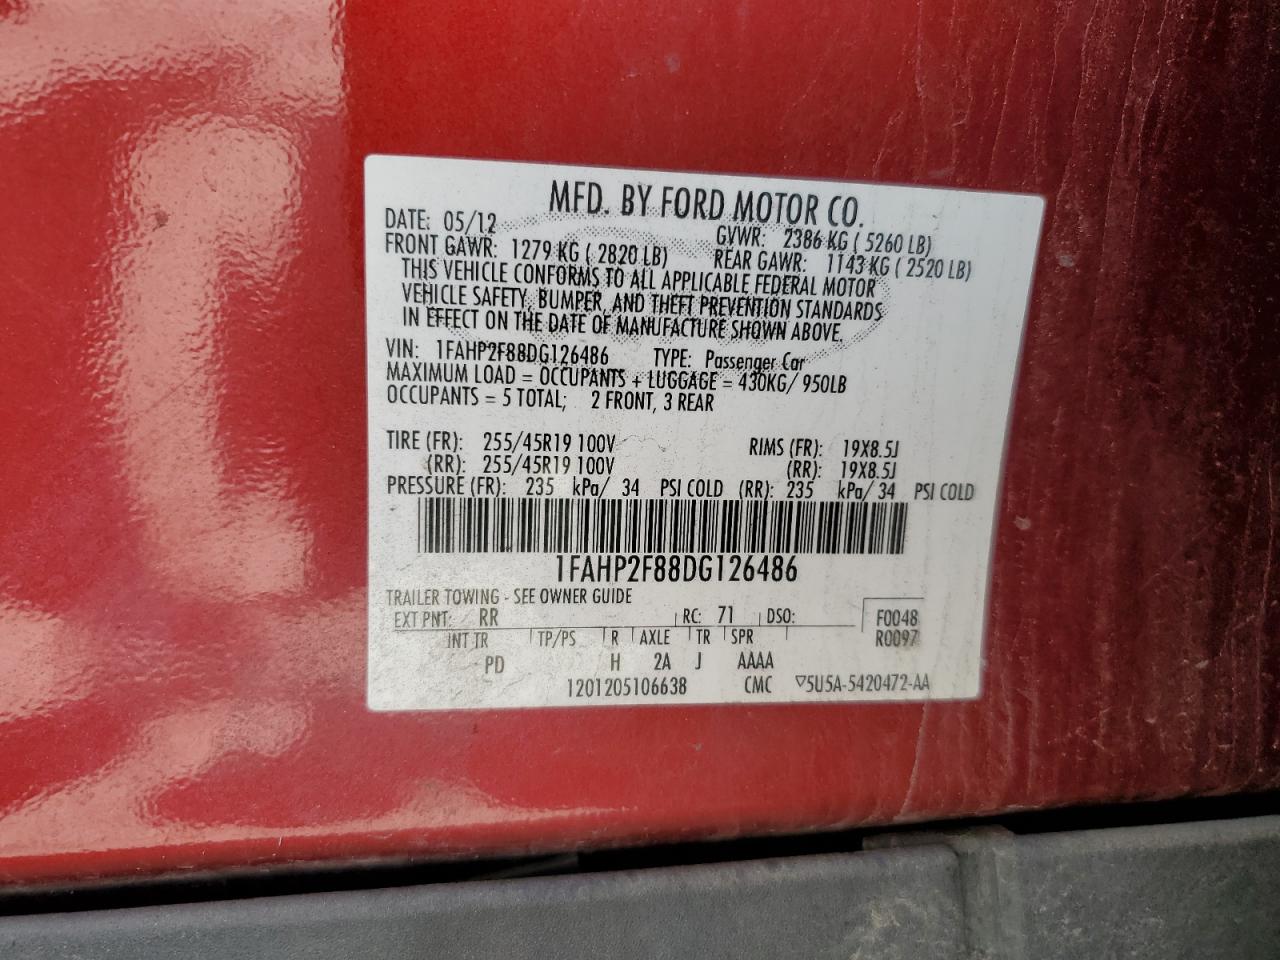 MFD. BY FORD MOTOR CO.
DATE: 05/12 GVWR: 2386 KG ( 5260 LB)
FRONT GAWR: 1279 KG ( 2820 LB) REAR GAWR: 1143 KG ( 2520 LB)
THIS VEHICLE CONFORMS TO ALL APPLICABLE FEDERAL MOTOR
VEHICLE SAFETY, BUMPER, AND THEFT PREVENTION STANDARDS
IN EFFECT ON THE DATE OF MANUFACTURE SHOWN ABOVE.
VIN: 1FAHP2F88DG126486 TYPE: Passenger Car
MAXIMUM LOAD = OCCUPANTS + LUGGAGE = 430KG/ 950LB
OCCUPANTS = 5 TOTAL; 2 FRONT, 3 REAR
TIRE (FR): 255/45R19 100V RIMS (FR): 19X8.5J
(RR): 255/45R19 100V (RR): 19X8.5J
PRESSURE (FR): 235 kPa/ 34 PSI COLD (RR): 235 kPa/ 34 PSI COLD
1FAHP2F88DG126486
TRAILER TOWING - SEE OWNER GUIDE
EXT PNT: RR RC: 71 DSO: F0048
INT TR TP/PS R AXLE TR SPR R0097
PD H 2A J AAAA
1201205106638 CMC ▽5U5A-5420472-AA